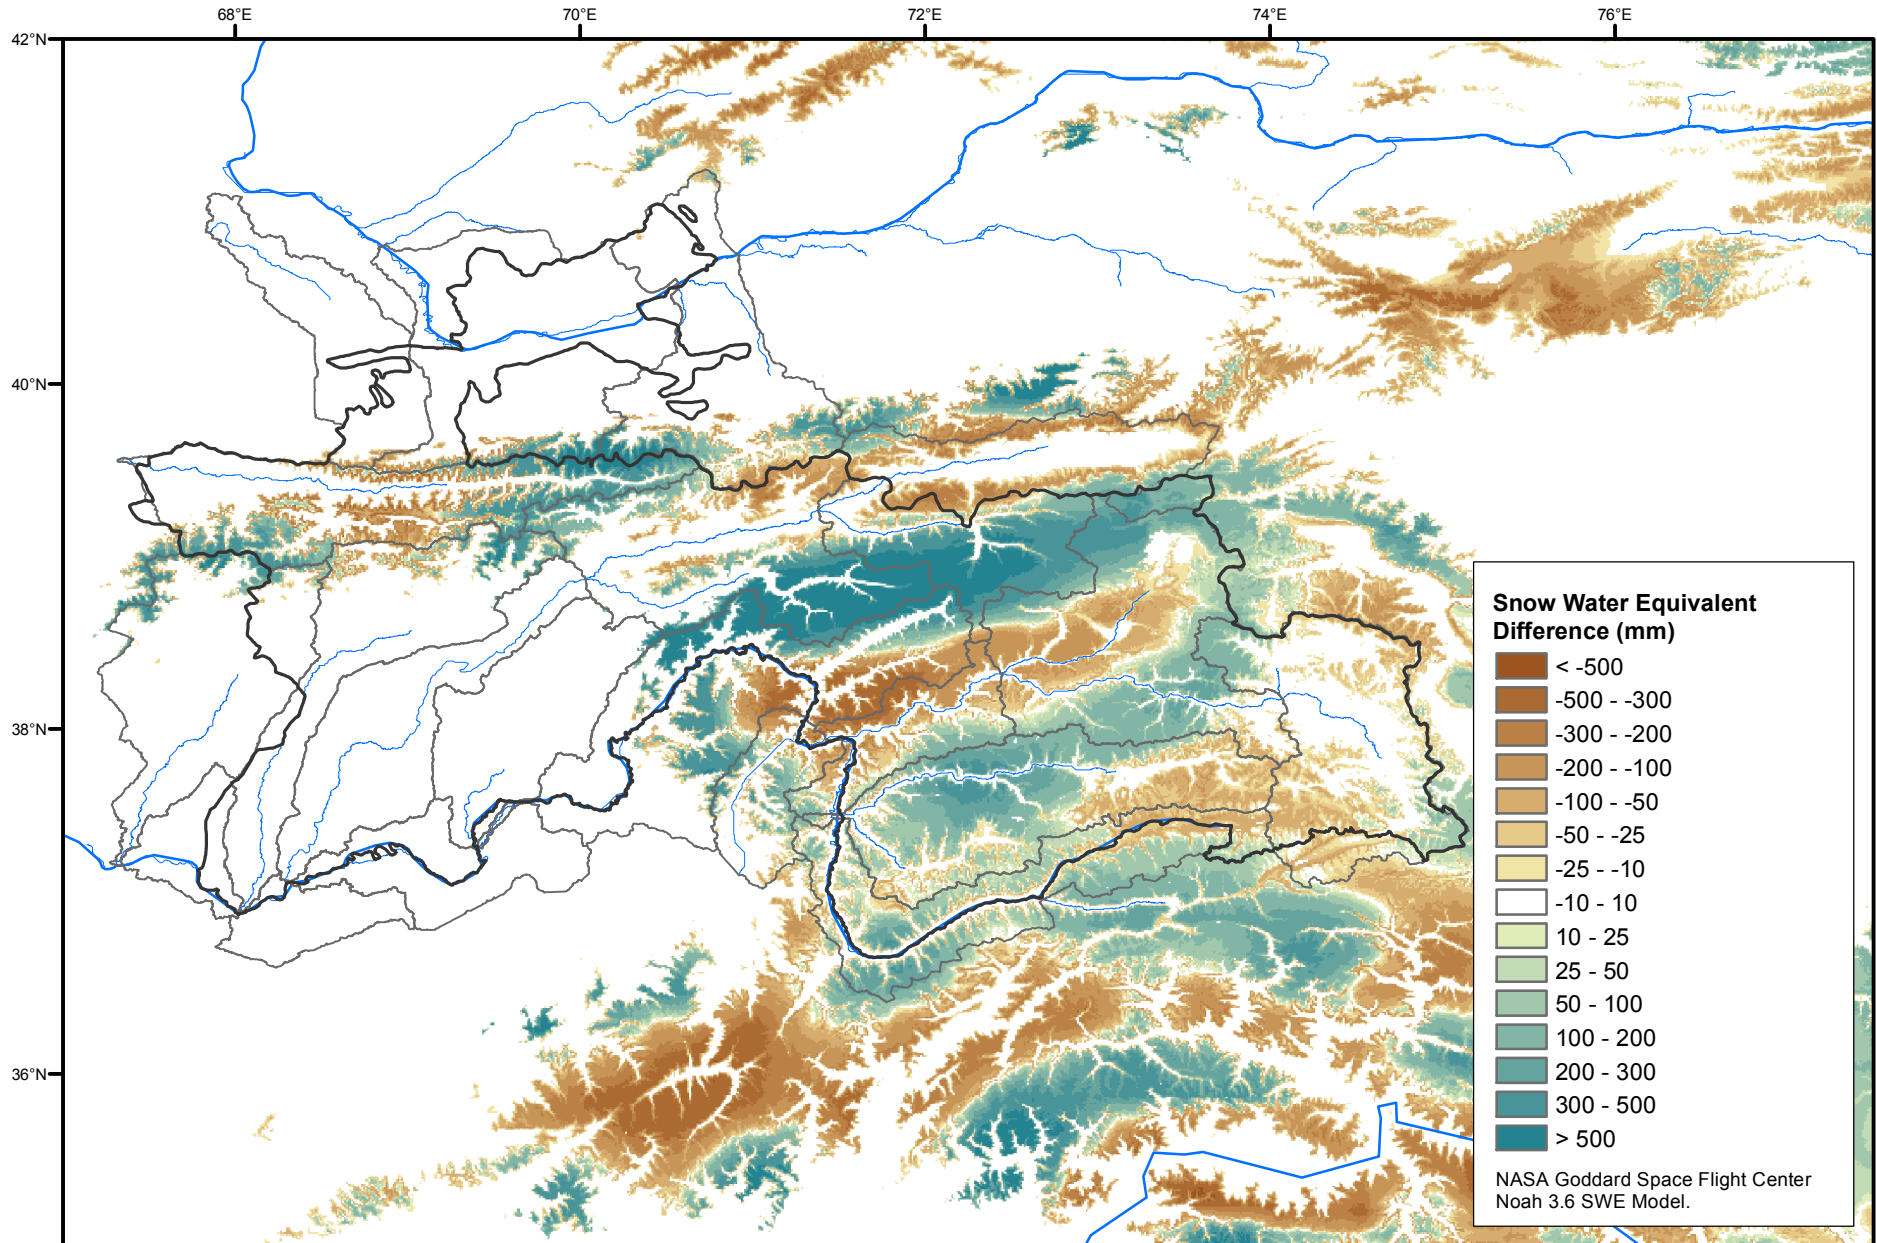 68°E
70°E
72°E
74°E
76°E
42°N
40°N
38°N
36°N
Snow Water Equivalent
Difference (mm)
< -500
-500 - -300
-300 - -200
-200 - -100
-100 - -50
-50 - -25
-25 - -10
-10 - 10
10 - 25
25 - 50
50 - 100
100 - 200
200 - 300
300 - 500
> 500
NASA Goddard Space Flight Center
Noah 3.6 SWE Model.